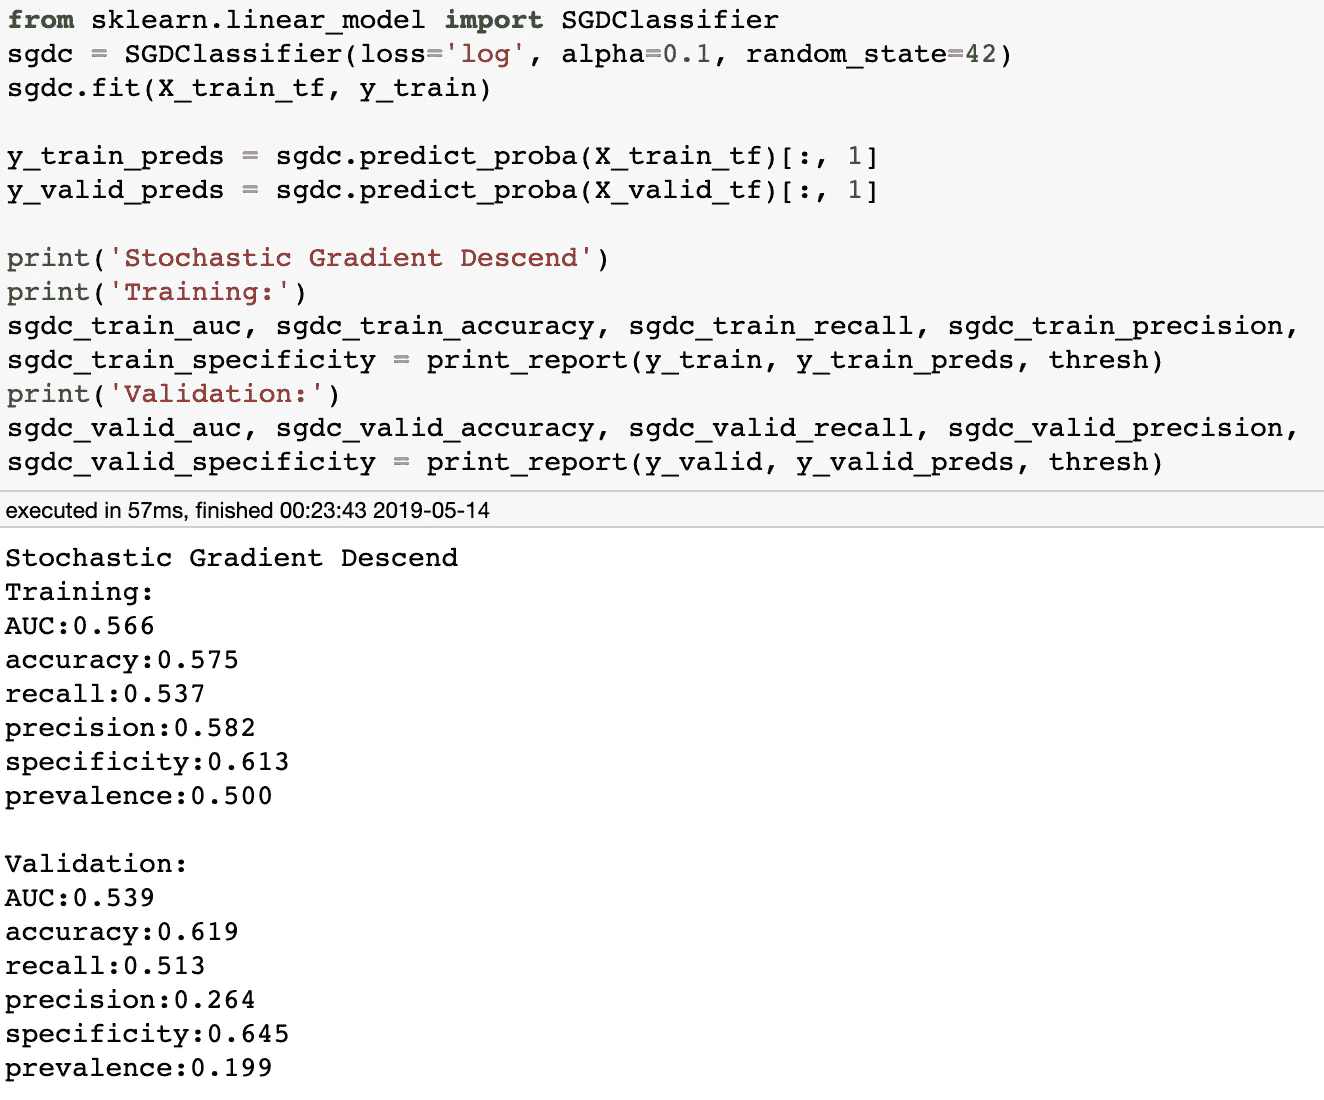 from sklearn.linear_model import SGDClassifier
sgdc = SGDClassifier(loss='log', alpha=0.1, random_state=42)
sgdc.fit(X_train_tf, y_train)
y_train_preds = sgdc.predict_proba(X_train_tf)[:, 1]
y_valid_preds = sgdc.predict_proba(X_valid_tf)[:, 1]
print('Stochastic Gradient Descend')
print('Training:')
sgdc_train_auc, sgdc_train_accuracy, sgdc_train_recall, sgdc_train_precision,
sgdc_train_specificity = print_report(y_train, y_train_preds, thresh)
print('Validation:')
sgdc_valid_auc, sgdc_valid_accuracy, sgdc_valid_recall, sgdc_valid_precision,
sgdc_valid_specificity = print_report(y_valid, y_valid_preds, thresh)
executed in 57ms, finished 00:23:43 2019-05-14
Stochastic Gradient Descend
Training:
AUC:0.566
accuracy:0.575
recall:0.537
precision:0.582
specificity:0.613
prevalence:0.500
Validation:
AUC:0.539
accuracy:0.619
recall:0.513
precision:0.264
specificity:0.645
prevalence:0.199